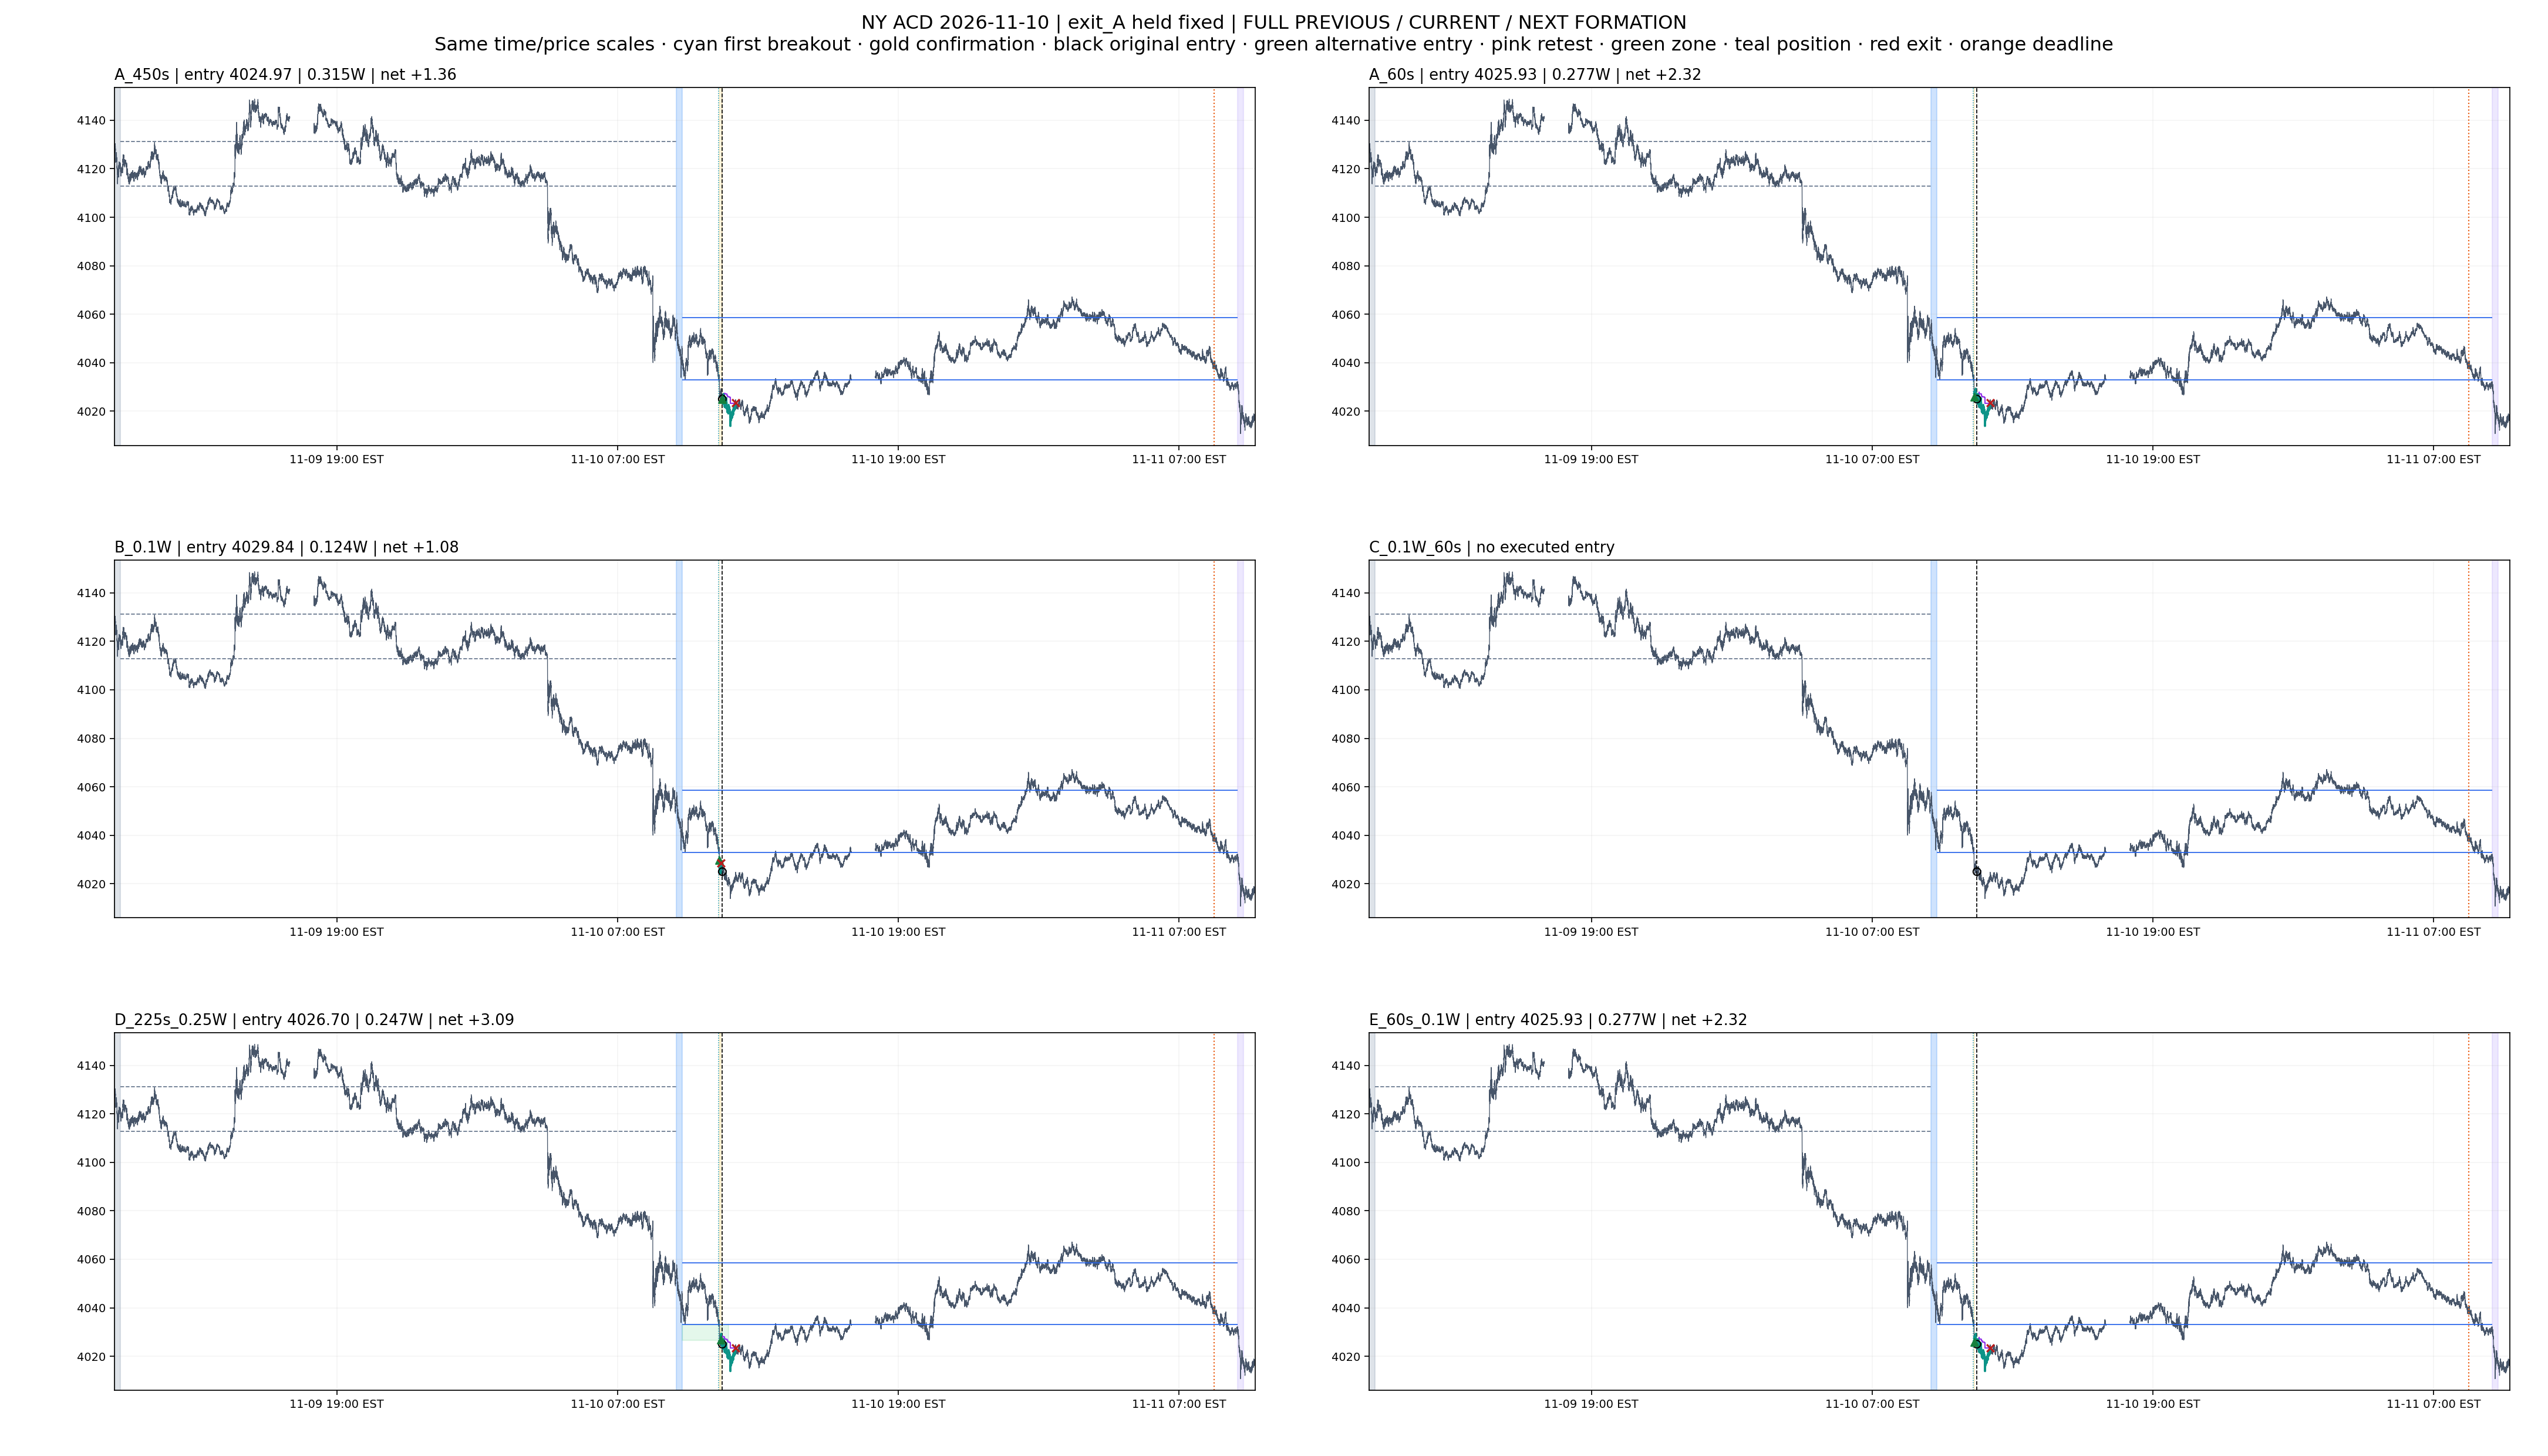 NY ACD 2026-11-10 | exit_A held fixed | FULL PREVIOUS / CURRENT / NEXT FORMATION
Same time/price scales · cyan first breakout · gold confirmation · black original entry · green alternative entry · pink retest · green zone · teal position · red exit · orange deadline
A_450s | entry 4024.97 | 0.315W | net +1.36
4140
4120
4100
4080
4060
4040
4020
11-09 19:00 EST
11-10 07:00 EST
11-10 19:00 EST
11-11 07:00 EST
A_60s | entry 4025.93 | 0.277W | net +2.32
4140
4120
4100
4080
4060
4040
4020
11-09 19:00 EST
11-10 07:00 EST
11-10 19:00 EST
11-11 07:00 EST
B_0.1W | entry 4029.84 | 0.124W | net +1.08
4140
4120
4100
4080
4060
4040
4020
11-09 19:00 EST
11-10 07:00 EST
11-10 19:00 EST
11-11 07:00 EST
C_0.1W_60s | no executed entry
4140
4120
4100
4080
4060
4040
4020
11-09 19:00 EST
11-10 07:00 EST
11-10 19:00 EST
11-11 07:00 EST
D_225s_0.25W | entry 4026.70 | 0.247W | net +3.09
4140
4120
4100
4080
4060
4040
4020
11-09 19:00 EST
11-10 07:00 EST
11-10 19:00 EST
11-11 07:00 EST
E_60s_0.1W | entry 4025.93 | 0.277W | net +2.32
4140
4120
4100
4080
4060
4040
4020
11-09 19:00 EST
11-10 07:00 EST
11-10 19:00 EST
11-11 07:00 EST